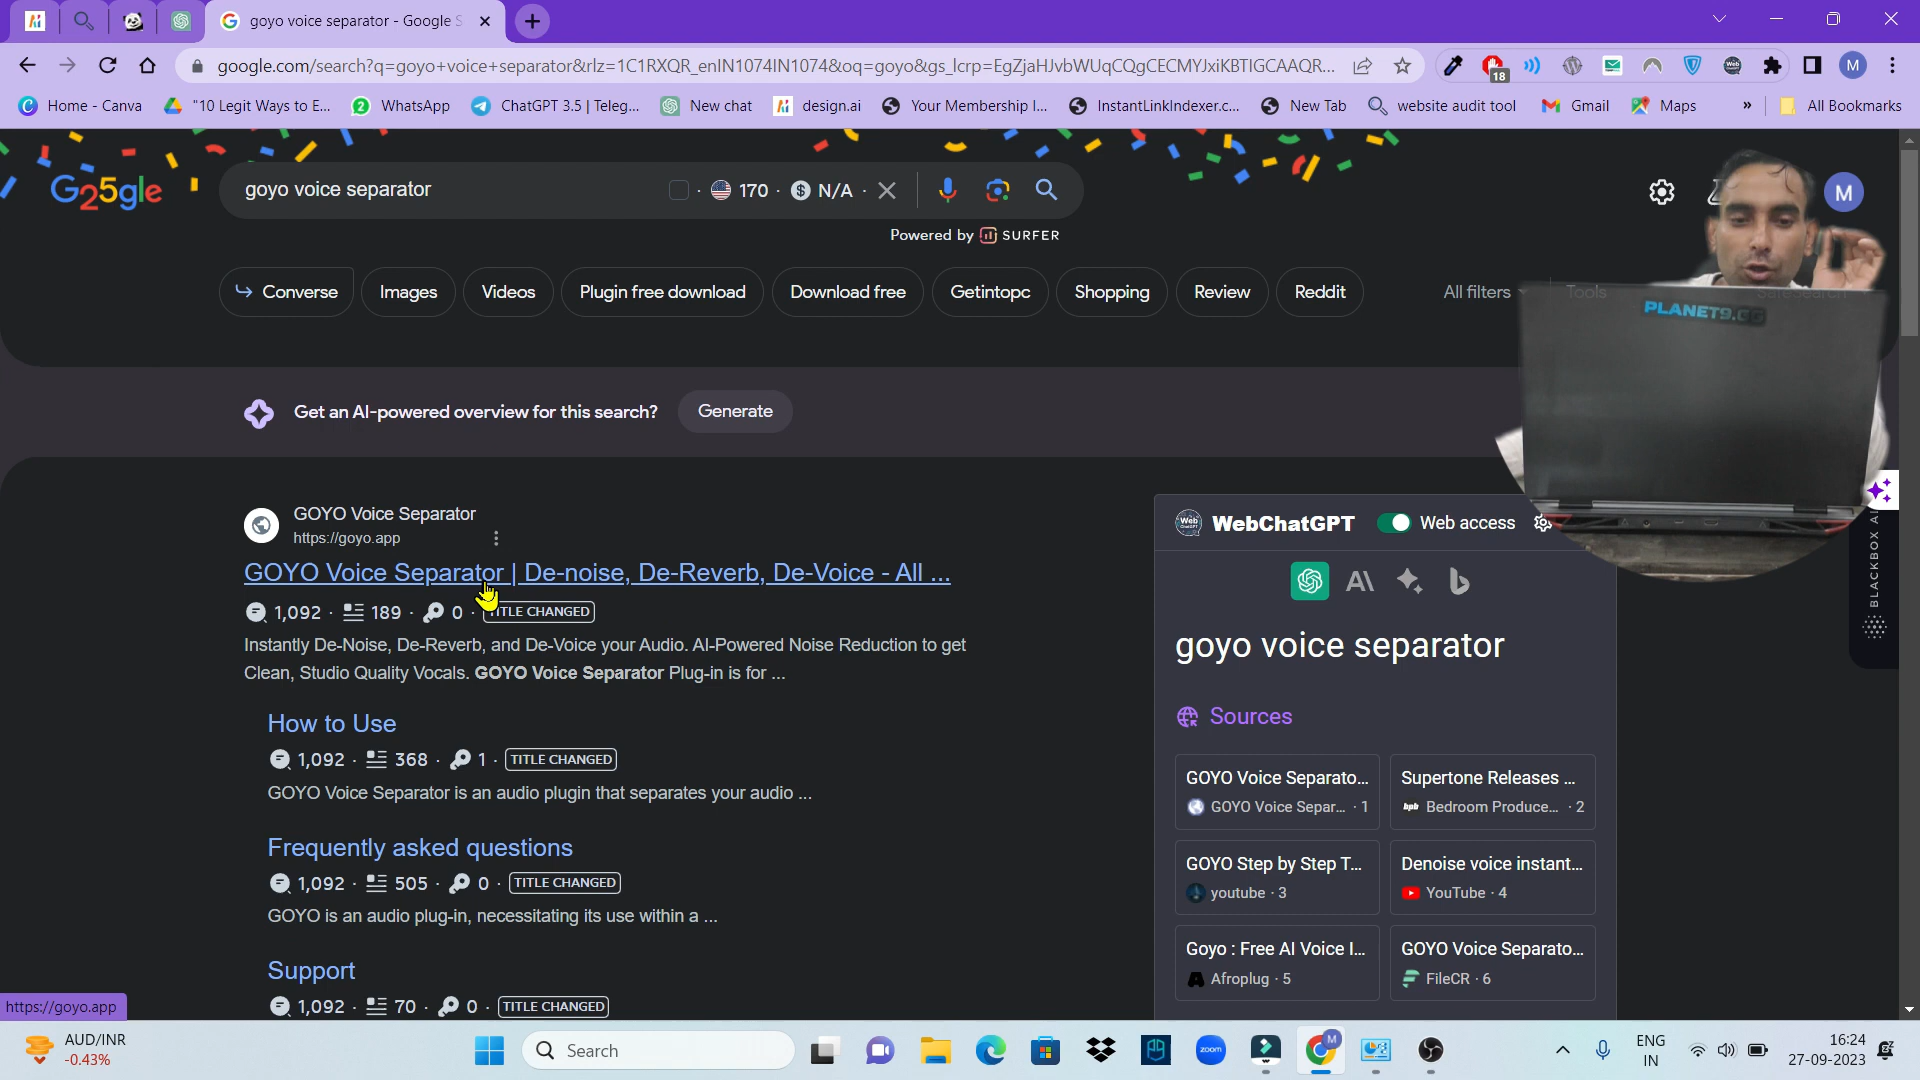 goyo voice separator - Google S
google.com/search?q=goyo+voice+separator&rlz=1C1RXQR_enIN1074IN1074&oq=goyo&gs_lcrp=EgZjaHJvbWUqCQgCECMYJxiKBTIGCAAQR...
18
M
Home - Canva
"10 Legit Ways to E...
WhatsApp
ChatGPT 3.5 | Teleg...
New chat
design.ai
Your Membership I...
InstantLinkIndexer.c...
New Tab
website audit tool
Gmail
Maps
»
All Bookmarks
G25gle
goyo voice separator
170 · N/A ·
M
Powered by SURFER
Converse
Images
Videos
Plugin free download
Download free
Getintopc
Shopping
Review
Reddit
All filters
Tools
SafeSearch
PLANET9.GG
Get an AI-powered overview for this search?
Generate
GOYO Voice Separator
https://goyo.app
GOYO Voice Separator | De-noise, De-Reverb, De-Voice - All ...
1,092 · 189 · 0 · TITLE CHANGED
Instantly De-Noise, De-Reverb, and De-Voice your Audio. AI-Powered Noise Reduction to get
Clean, Studio Quality Vocals. GOYO Voice Separator Plug-in is for ...
How to Use
1,092 · 368 · 1 · TITLE CHANGED
GOYO Voice Separator is an audio plugin that separates your audio ...
Frequently asked questions
1,092 · 505 · 0 · TITLE CHANGED
GOYO is an audio plug-in, necessitating its use within a ...
Support
1,092 · 70 · 0 · TITLE CHANGED
https://goyo.app
WebChatGPT
Web access
goyo voice separator
Sources
GOYO Voice Separato...
GOYO Voice Separ... · 1
Supertone Releases ...
Bedroom Produce... · 2
GOYO Step by Step T...
youtube · 3
Denoise voice instant...
YouTube · 4
Goyo : Free AI Voice I...
Afroplug · 5
GOYO Voice Separato...
FileCR · 6
BLACKBOX AI
AUD/INR
-0.43%
Search
zoom
M
ENG
IN
16:24
27-09-2023